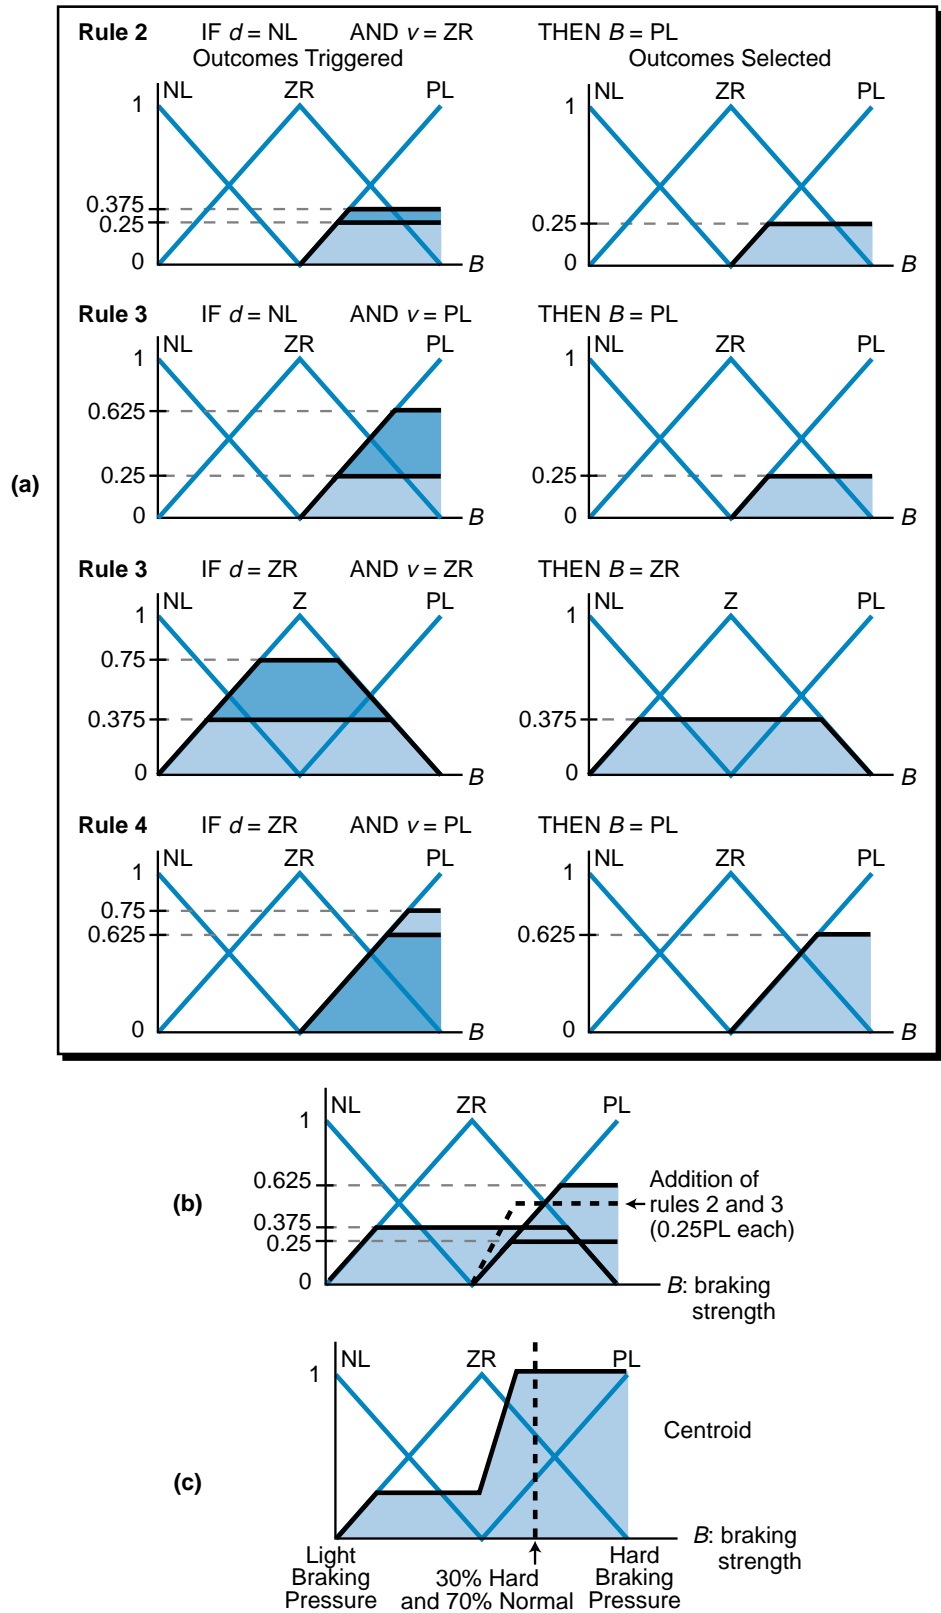 Rule 2 IF d = NL AND v = ZR THEN B = PL
Outcomes Triggered Outcomes Selected
NL ZR PL NL ZR PL
1 1
0.375
0.25 0.25
0 B 0 B
Rule 3 IF d = NL AND v = PL THEN B = PL
NL ZR PL NL ZR PL
1 1
0.625
0.25 0.25
0 B 0 B
(a)
Rule 3 IF d = ZR AND v = ZR THEN B = ZR
NL Z PL NL Z PL
1 1
0.75
0.375 0.375
0 B 0 B
Rule 4 IF d = ZR AND v = PL THEN B = PL
NL ZR PL NL ZR PL
1 1
0.75
0.625 0.625
0 B 0 B
(b)
NL ZR PL
1
0.625
0.375
0.25
0
Addition of
rules 2 and 3
(0.25PL each)
B: braking
strength
(c)
NL ZR PL
1
Centroid
B: braking
strength
Light
Braking
Pressure
30% Hard
and 70% Normal
Hard
Braking
Pressure